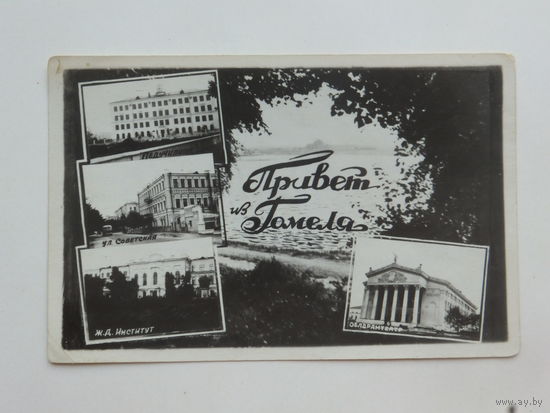 Привет
из Гомеля
ул. Советская
Ж.Д. Институт
Облдрамтеатр
www.ay.by